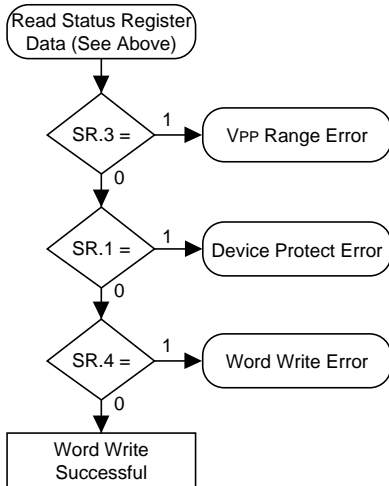 Read Status Register
Data (See Above)
SR.3 =
1
VPP Range Error
0
SR.1 =
1
Device Protect Error
0
SR.4 =
1
Word Write Error
0
Word Write
Successful